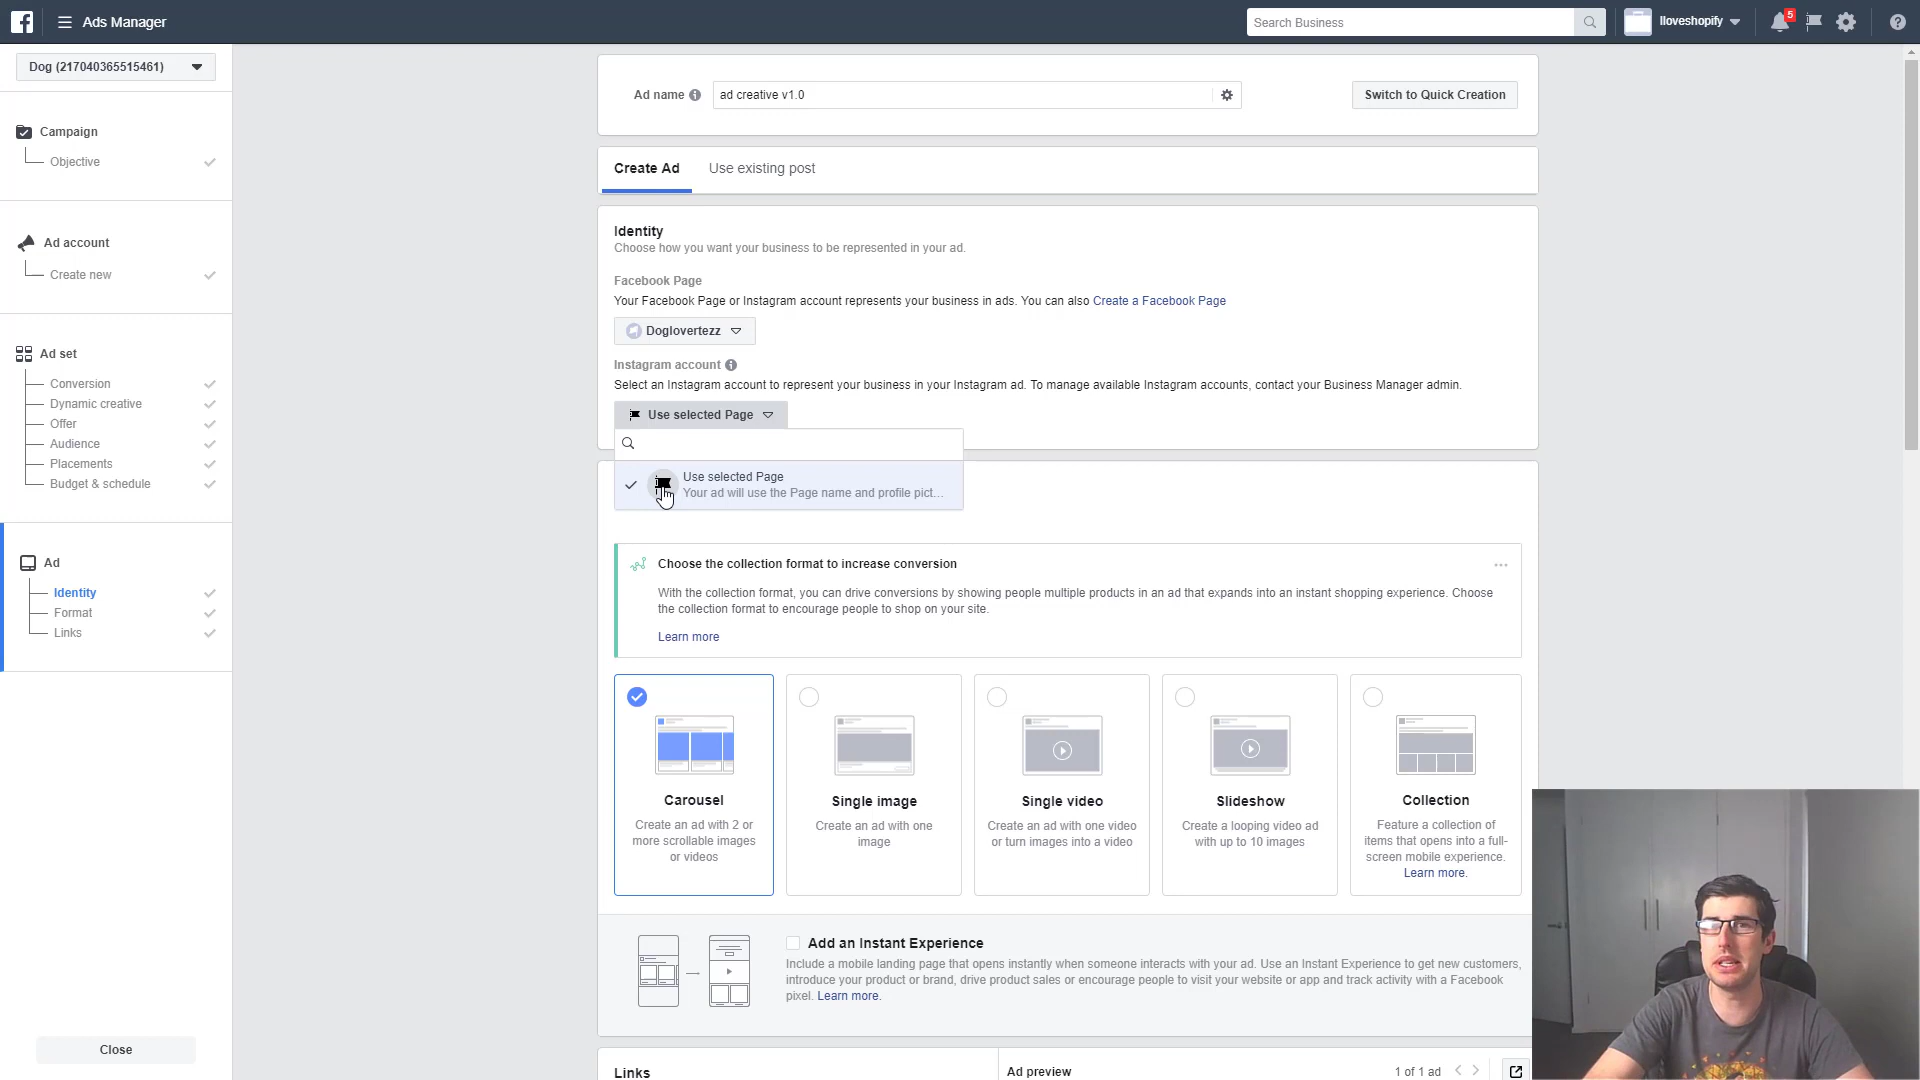 Ads Manager
Search Business
Iloveshopify
5
Dog (217040365515461)
Campaign
Objective
Ad account
Create new
Ad set
Conversion
Dynamic creative
Offer
Audience
Placements
Budget & schedule
Ad
Identity
Format
Links
Close
Ad name
ad creative v1.0
Switch to Quick Creation
Create Ad
Use existing post
Identity
Choose how you want your business to be represented in your ad.
Facebook Page
Your Facebook Page or Instagram account represents your business in ads. You can also Create a Facebook Page
Doglovertezz
Instagram account
Select an Instagram account to represent your business in your Instagram ad. To manage available Instagram accounts, contact your Business Manager admin.
Use selected Page
Use selected Page
Your ad will use the Page name and profile pict...
Choose the collection format to increase conversion
With the collection format, you can drive conversions by showing people multiple products in an ad that expands into an instant shopping experience. Choose
the collection format to encourage people to shop on your site.
Learn more
Carousel
Create an ad with 2 or
more scrollable images
or videos
Single image
Create an ad with one
image
Single video
Create an ad with one video
or turn images into a video
Slideshow
Create a looping video ad
with up to 10 images
Collection
Feature a collection of
items that opens into a full-
screen mobile experience.
Learn more.
Add an Instant Experience
Include a mobile landing page that opens instantly when someone interacts with your ad. Use an Instant Experience to get new customers,
introduce your product or brand, drive product sales or encourage people to visit your website or app and track activity with a Facebook
pixel. Learn more.
Links
Ad preview
1 of 1 ad